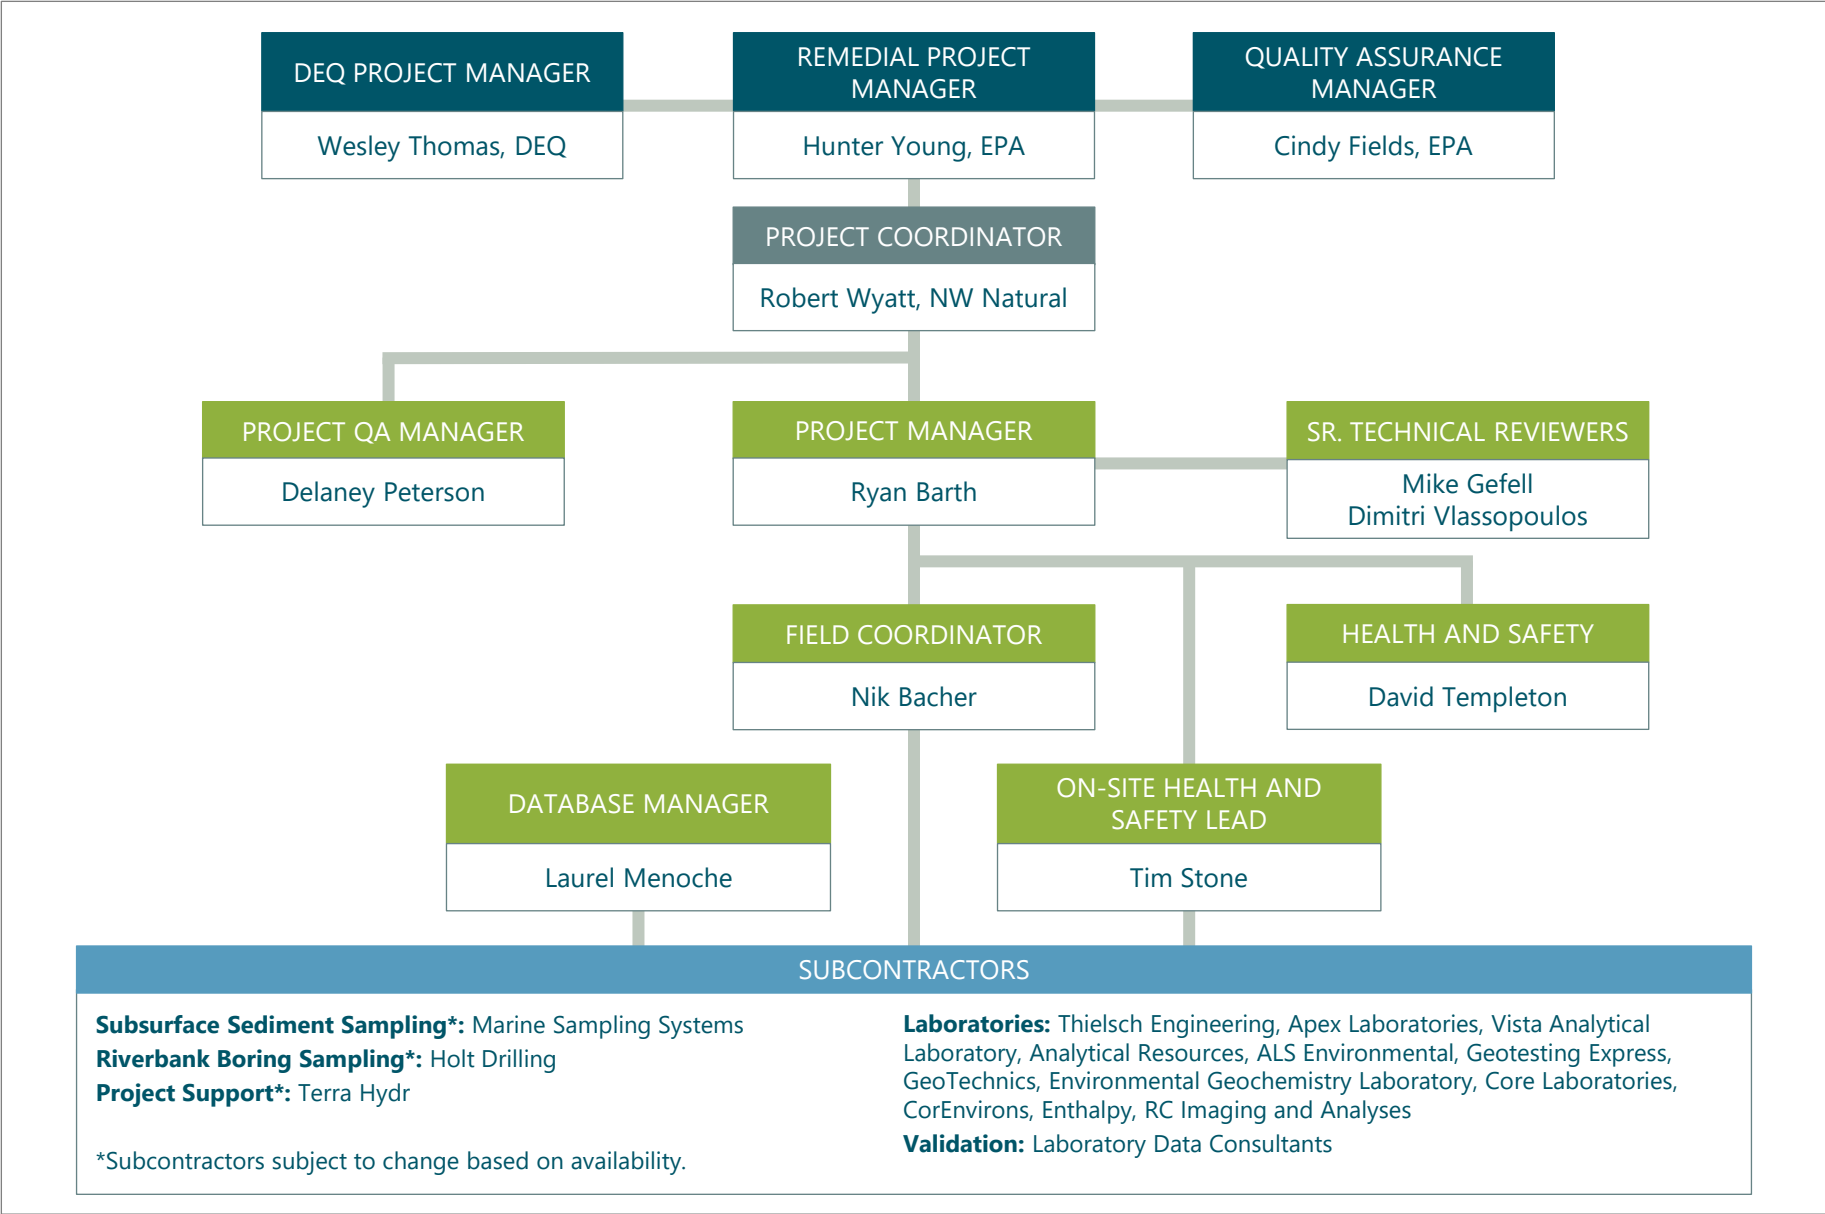 DEQ PROJECT MANAGER
Wesley Thomas, DEQ
REMEDIAL PROJECT
MANAGER
Hunter Young, EPA
QUALITY ASSURANCE
MANAGER
Cindy Fields, EPA
PROJECT COORDINATOR
Robert Wyatt, NW Natural
PROJECT QA MANAGER
Delaney Peterson
PROJECT MANAGER
Ryan Barth
SR. TECHNICAL REVIEWERS
Mike Gefell
Dimitri Vlassopoulos
FIELD COORDINATOR
Nik Bacher
HEALTH AND SAFETY
David Templeton
DATABASE MANAGER
Laurel Menoche
ON-SITE HEALTH AND
SAFETY LEAD
Tim Stone
SUBCONTRACTORS
Subsurface Sediment Sampling*: Marine Sampling Systems
Riverbank Boring Sampling*: Holt Drilling
Project Support*: Terra Hydr
*Subcontractors subject to change based on availability.
Laboratories: Thielsch Engineering, Apex Laboratories, Vista Analytical
Laboratory, Analytical Resources, ALS Environmental, Geotesting Express,
GeoTechnics, Environmental Geochemistry Laboratory, Core Laboratories,
CorEnvirons, Enthalpy, RC Imaging and Analyses
Validation: Laboratory Data Consultants